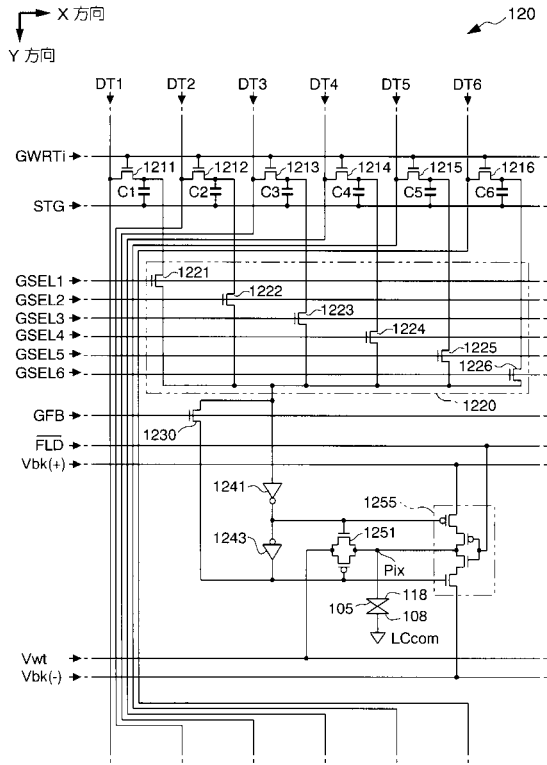 X 方向
120
Y 方向
DT1 DT2 DT3 DT4 DT5 DT6
GWRTi
1211 1212 1213 1214 1215 1216
C1 C2 C3 C4 C5 C6
STG
1221
GSEL1
1222
GSEL2
1223
GSEL3
1224
GSEL4
1225
GSEL5
1226
GSEL6
1220
GFB
1230
FLD
Vbk(+)
1241
1255
1251
1243
Pix
118
105
108
LCcom
Vwt
Vbk(-)